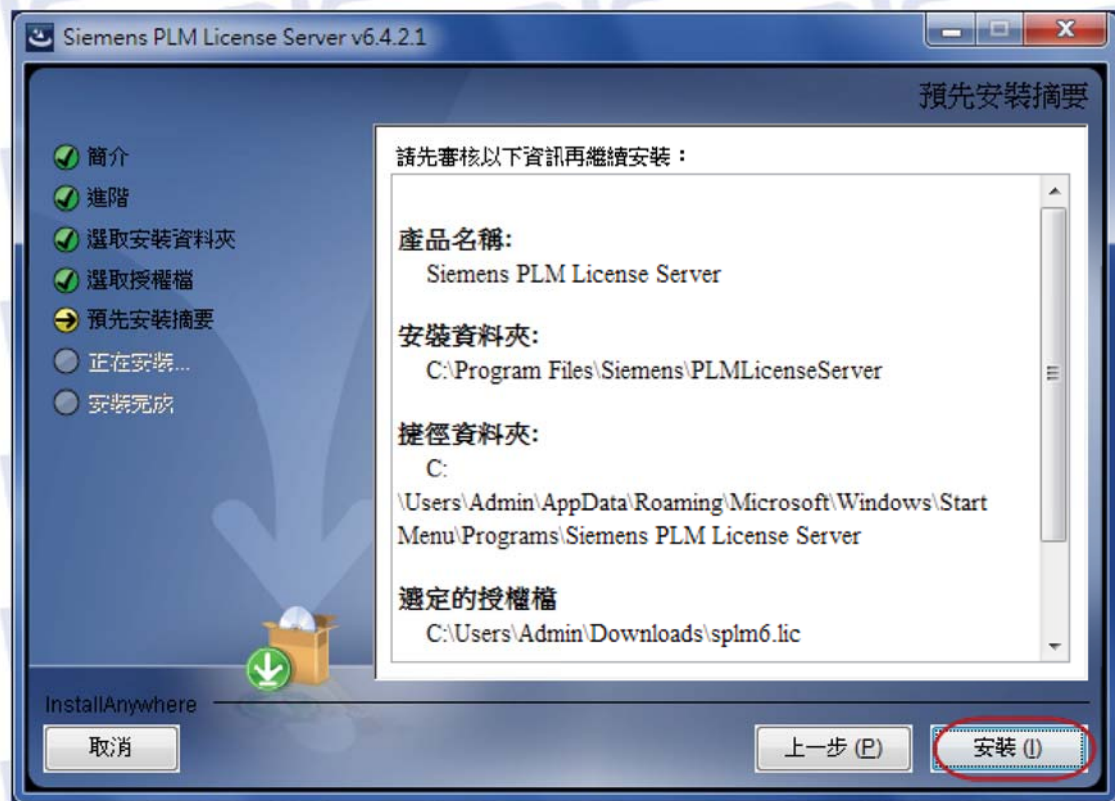 Siemens PLM License Server v6.4.2.1
預先安裝摘要
簡介
進階
選取安裝資料夾
選取授權檔
預先安裝摘要
正在安裝...
安裝完成
請先審核以下資訊再繼續安裝：
產品名稱:
Siemens PLM License Server
安裝資料夾:
C:\Program Files\Siemens\PLMLicenseServer
捷徑資料夾:
C:
\Users\Admin\AppData\Roaming\Microsoft\Windows\Start
Menu\Programs\Siemens PLM License Server
選定的授權檔
C:\Users\Admin\Downloads\splm6.lic
InstallAnywhere
取消
上一步 (P)
安裝 (I)